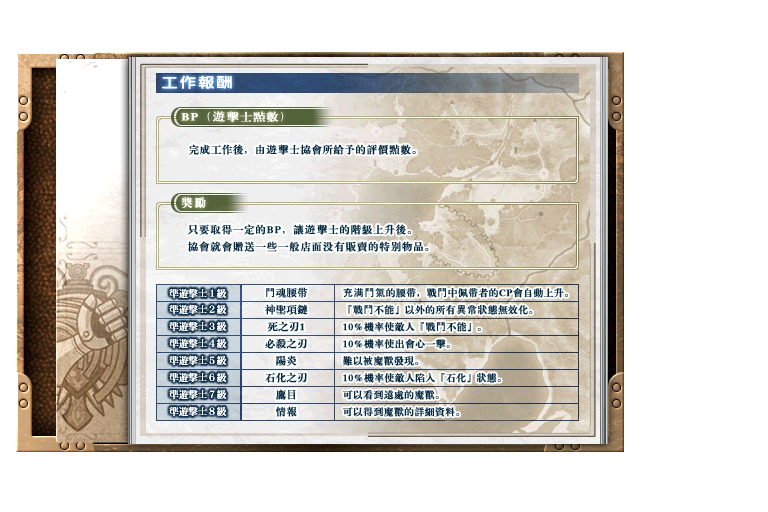 工作報酬
BP（遊擊士點數）
完成工作後，由遊擊士協會所給予的評價點數。
獎勵
只要取得一定的BP，讓遊擊士的階級上升後。
協會就會贈送一些一般店面沒有販賣的特別物品。
準遊擊士1級 鬥魂腰帶 充滿鬥氣的腰帶，戰鬥中佩帶者的CP會自動上升。
準遊擊士2級 神聖項鏈 『戰鬥不能』以外的所有異常狀態無效化。
準遊擊士3級 死之刃1 10%機率使敵人『戰鬥不能』。
準遊擊士4級 必殺之刃 10%機率使出會心一擊。
準遊擊士5級 陽炎 難以被魔獸發現。
準遊擊士6級 石化之刃 10%機率使敵人陷入『石化』狀態。
準遊擊士7級 鷹目 可以看到遠處的魔獸。
準遊擊士8級 情報 可以得到魔獸的詳細資料。